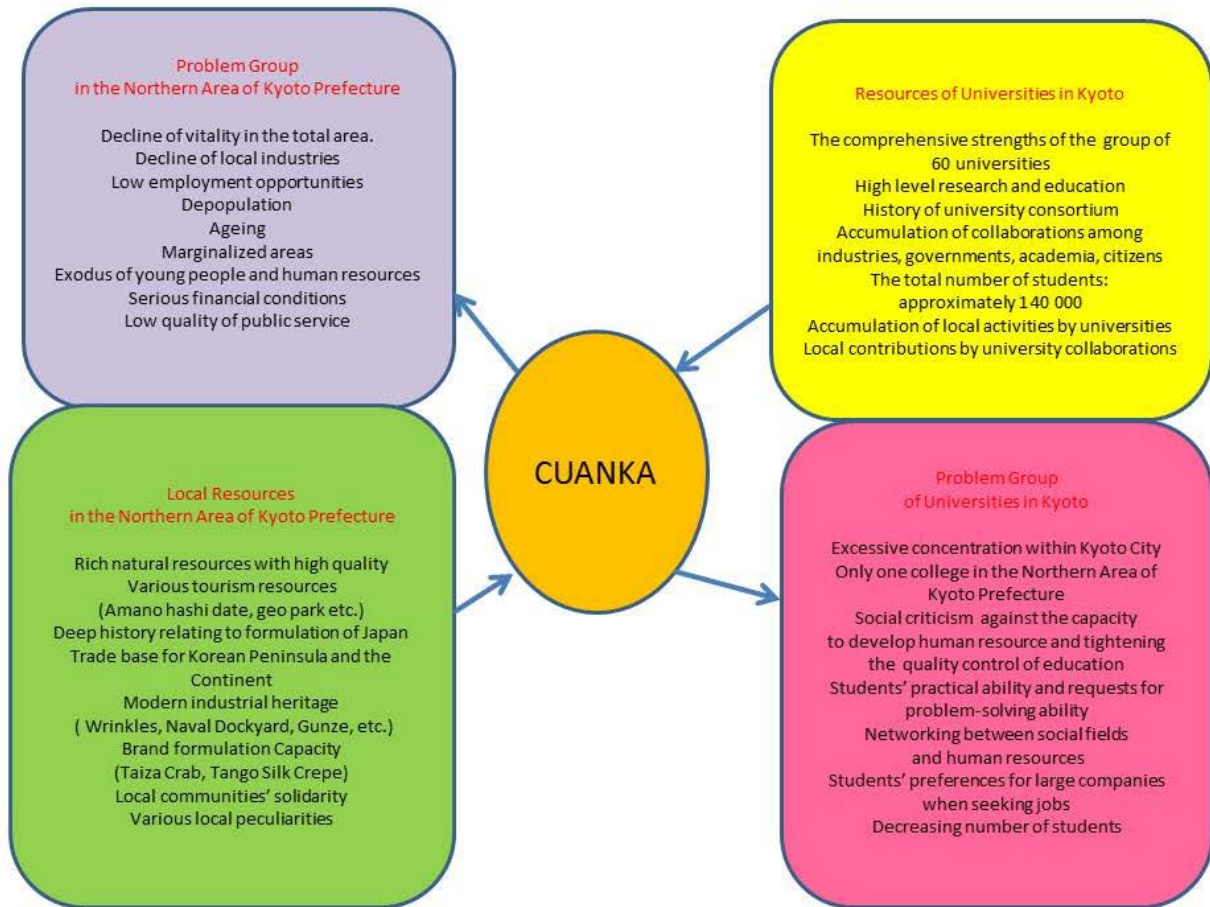 Problem Group
in the Northern Area of Kyoto Prefecture
Decline of vitality in the total area.
Decline of local industries
Low employment opportunities
Depopulation
Ageing
Marginalized areas
Exodus of young people and human resources
Serious financial conditions
Low quality of public service
Resources of Universities in Kyoto
The comprehensive strengths of the group of
60 universities
High level research and education
History of university consortium
Accumulation of collaborations among
industries, governments, academia, citizens
The total number of students:
approximately 140 000
Accumulation of local activities by universities
Local contributions by university collaborations
CUANKA
Local Resources
in the Northern Area of Kyoto Prefecture
Rich natural resources with high quality
Various tourism resources
(Amano hashi date, geo park etc.)
Deep history relating to formulation of Japan
Trade base for Korean Peninsula and the
Continent
Modern industrial heritage
( Wrinkles, Naval Dockyard, Gunze, etc.)
Brand formulation Capacity
(Taiza Crab, Tango Silk Crepe)
Local communities' solidarity
Various local peculiarities
Problem Group
of Universities in Kyoto
Excessive concentration within Kyoto City
Only one college in the Northern Area of
Kyoto Prefecture
Social criticism against the capacity
to develop human resource and tightening
the quality control of education
Students' practical ability and requests for
problem-solving ability
Networking between social fields
and human resources
Students' preferences for large companies
when seeking jobs
Decreasing number of students